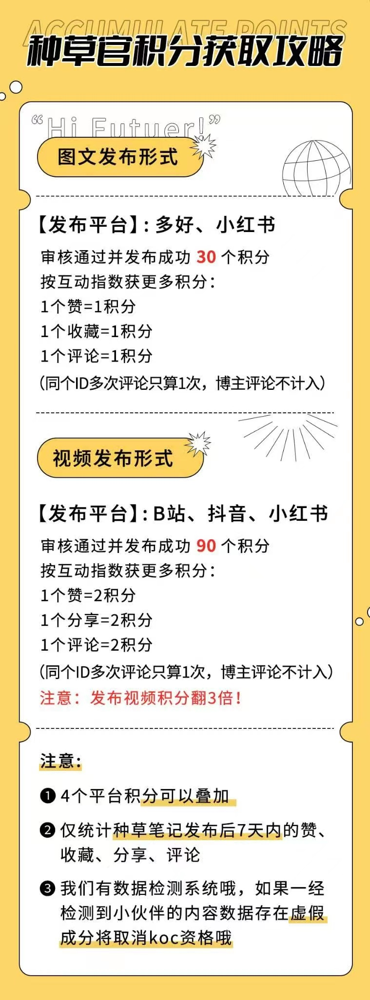 ACCUMULATE POINTS
种草官积分获取攻略
“Hi Futuer!”
图文发布形式
【发布平台】: 多好、小红书
审核通过并发布成功 30 个积分
按互动指数获更多积分：
1个赞=1积分
1个收藏=1积分
1个评论=1积分
（同个ID多次评论只算1次，博主评论不计入）
视频发布形式
【发布平台】: B站、抖音、小红书
审核通过并发布成功 90 个积分
按互动指数获更多积分：
1个赞=2积分
1个分享=2积分
1个评论=2积分
（同个ID多次评论只算1次，博主评论不计入）
注意：发布视频积分翻3倍！
注意:
❶ 4个平台积分可以叠加
❷ 仅统计种草笔记发布后7天内的赞、
收藏、分享、评论
❸ 我们有数据检测系统哦，如果一经
检测到小伙伴的内容数据存在虚假
成分将取消koc资格哦